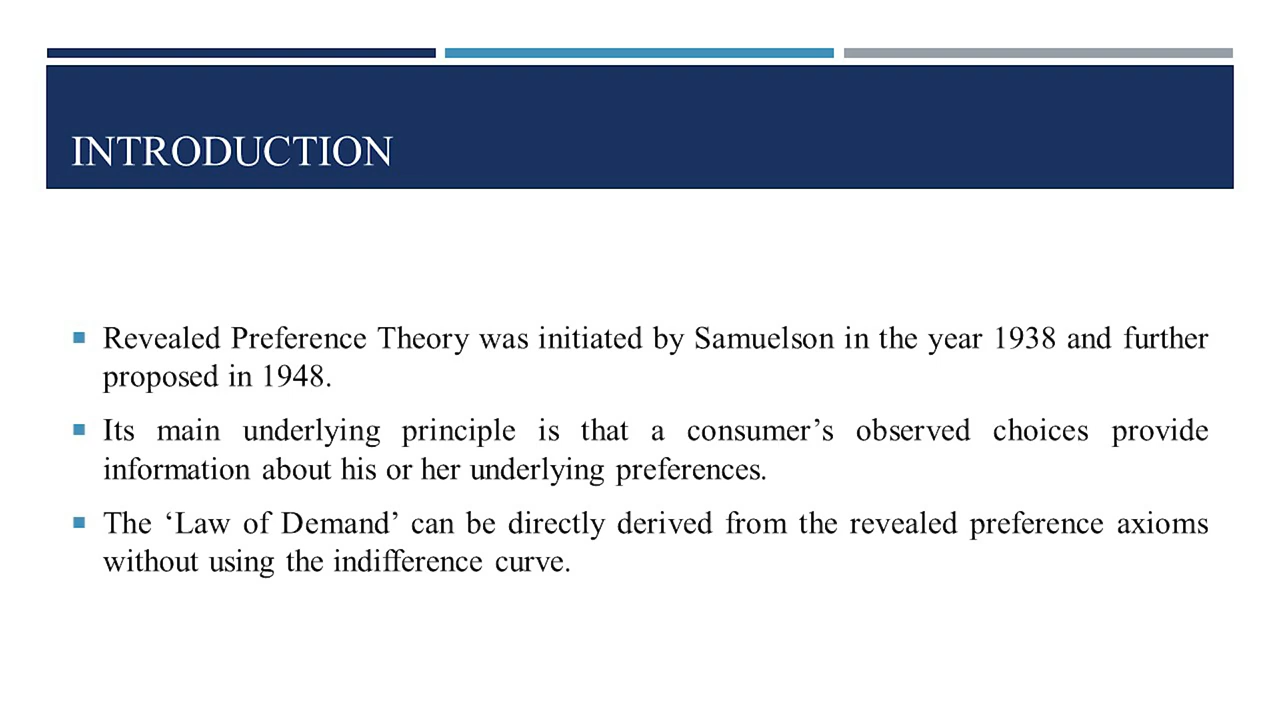 INTRODUCTION
Revealed Preference Theory was initiated by Samuelson in the year 1938 and further
proposed in 1948.
Its main underlying principle is that a consumer’s observed choices provide
information about his or her underlying preferences.
The ‘Law of Demand’ can be directly derived from the revealed preference axioms
without using the indifference curve.